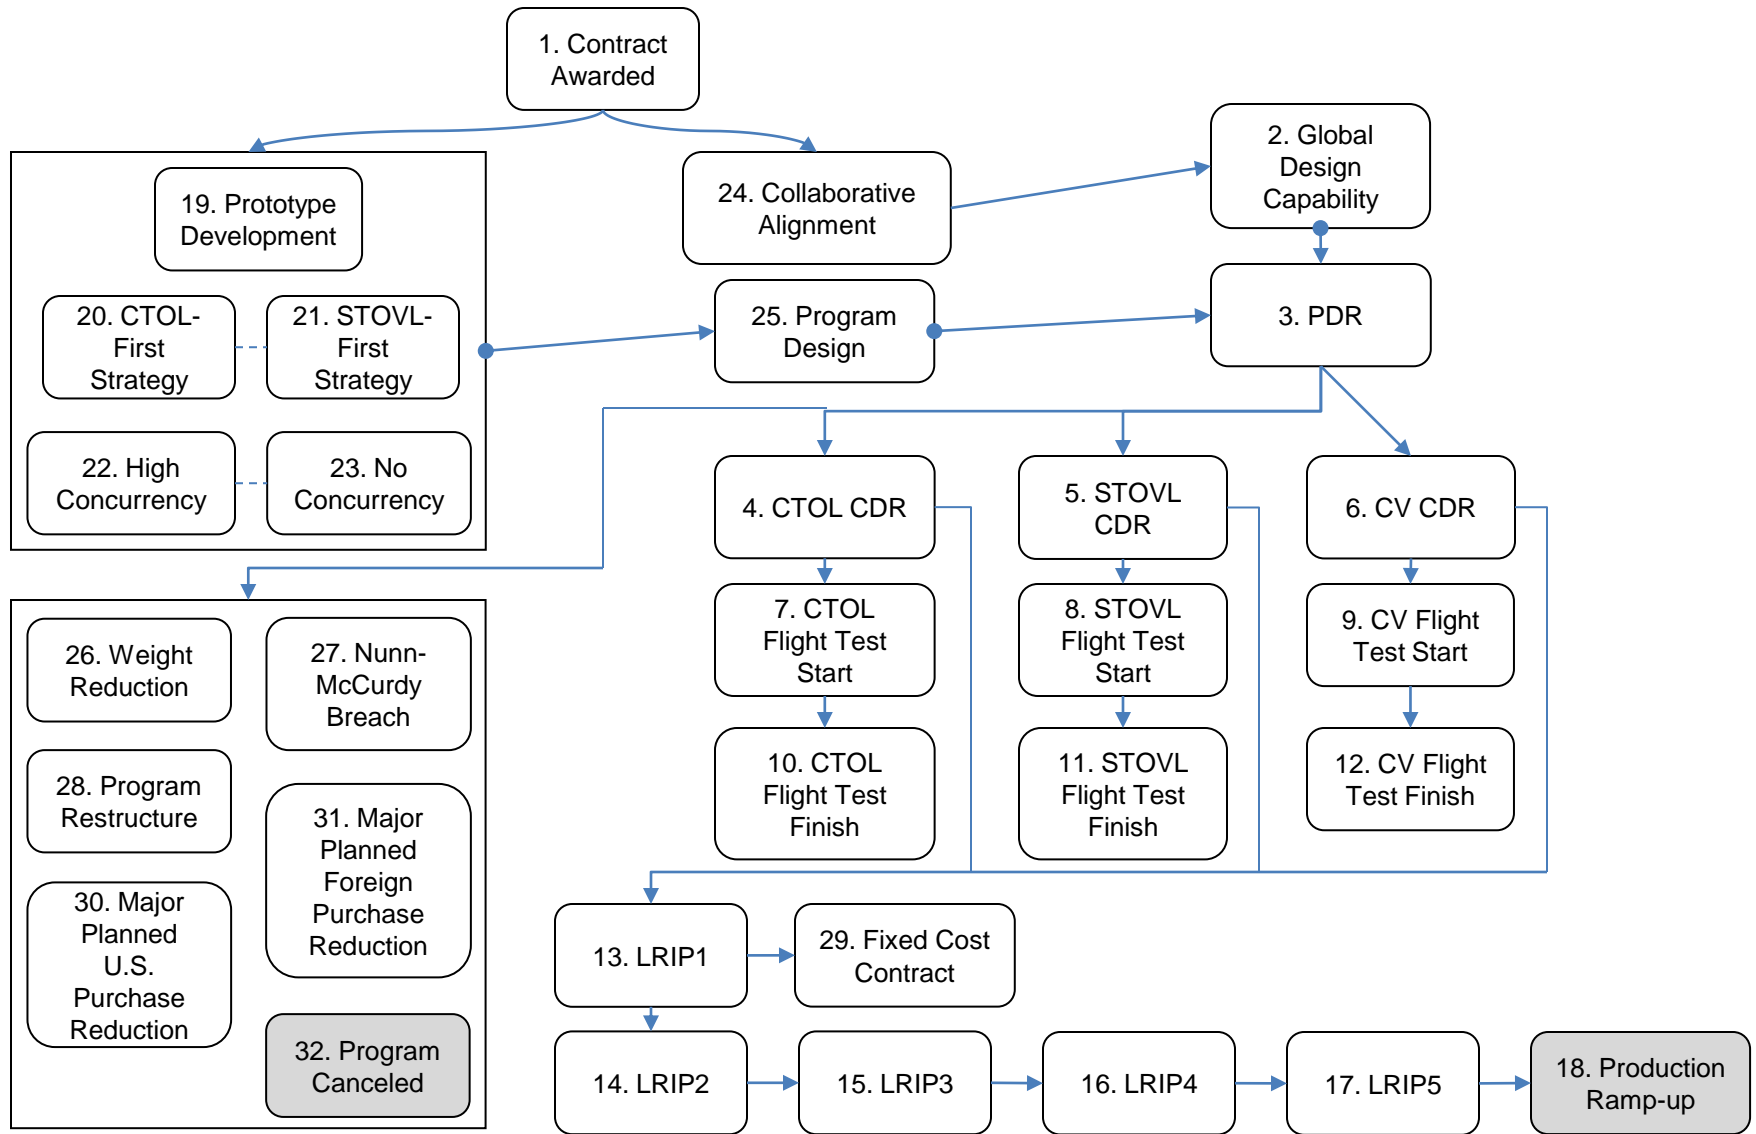 1. Contract
Awarded
2. Global
Design
Capability
19. Prototype
Development
24. Collaborative
Alignment
20. CTOL-
First
Strategy
21. STOVL-
First
Strategy
25. Program
Design
3. PDR
22. High
Concurrency
23. No
Concurrency
4. CTOL CDR
5. STOVL
CDR
6. CV CDR
7. CTOL
Flight Test
Start
8. STOVL
Flight Test
Start
9. CV Flight
Test Start
26. Weight
Reduction
27. Nunn-
McCurdy
Breach
10. CTOL
Flight Test
Finish
11. STOVL
Flight Test
Finish
12. CV Flight
Test Finish
28. Program
Restructure
31. Major
Planned
Foreign
Purchase
Reduction
30. Major
Planned
U.S.
Purchase
Reduction
13. LRIP1
29. Fixed Cost
Contract
32. Program
Canceled
14. LRIP2
15. LRIP3
16. LRIP4
17. LRIP5
18. Production
Ramp-up